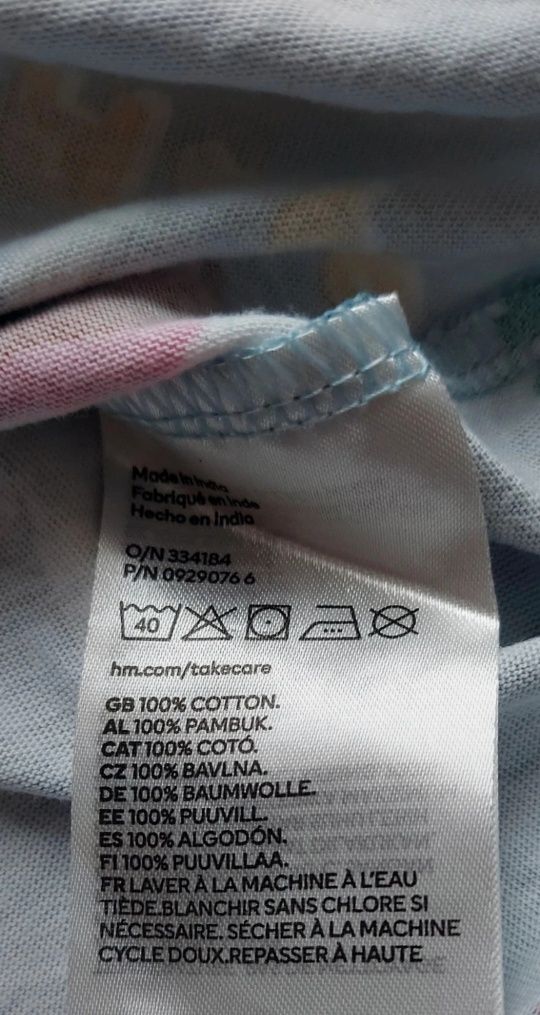 Made in India
Fabriqué en Inde
Hecho en India
O/N 334184
P/N 0929076 6
40
hm.com/takecare
GB 100% COTTON.
AL 100% PAMBUK.
CAT 100% COTÓ.
CZ 100% BAVLNA.
DE 100% BAUMWOLLE.
EE 100% PUUVILL.
ES 100% ALGODÓN.
FI 100% PUUVILLAA.
FR LAVER À LA MACHINE À L'EAU
TIÈDE.BLANCHIR SANS CHLORE SI
NÉCESSAIRE. SÉCHER À LA MACHINE
CYCLE DOUX.REPASSER À HAUTE